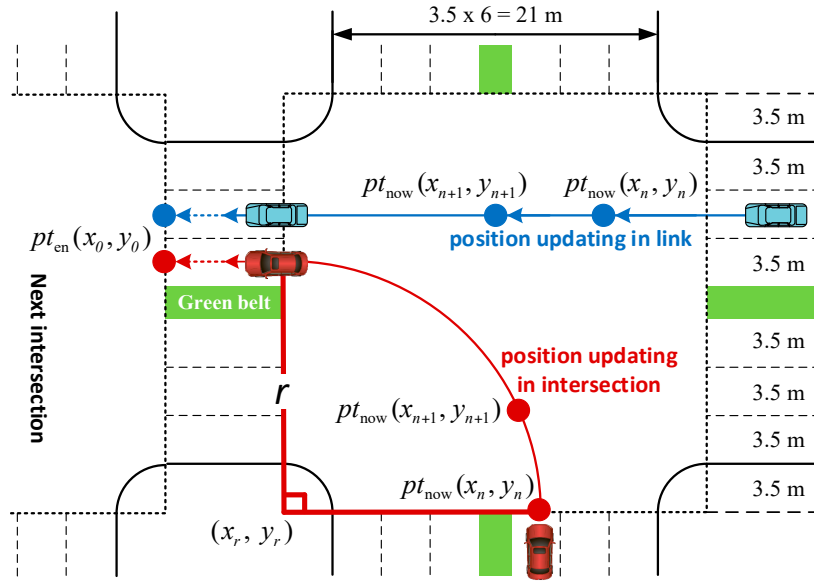 3.5 x 6 = 21 m
3.5 m
3.5 m
pt_now(x_{n+1}, y_{n+1})
pt_now(x_n, y_n)
position updating in link
pt_en(x_0, y_0)
3.5 m
Next intersection
Green belt
3.5 m
position updating
in intersection
r
3.5 m
pt_now(x_{n+1}, y_{n+1})
3.5 m
pt_now(x_n, y_n)
3.5 m
(x_r, y_r)